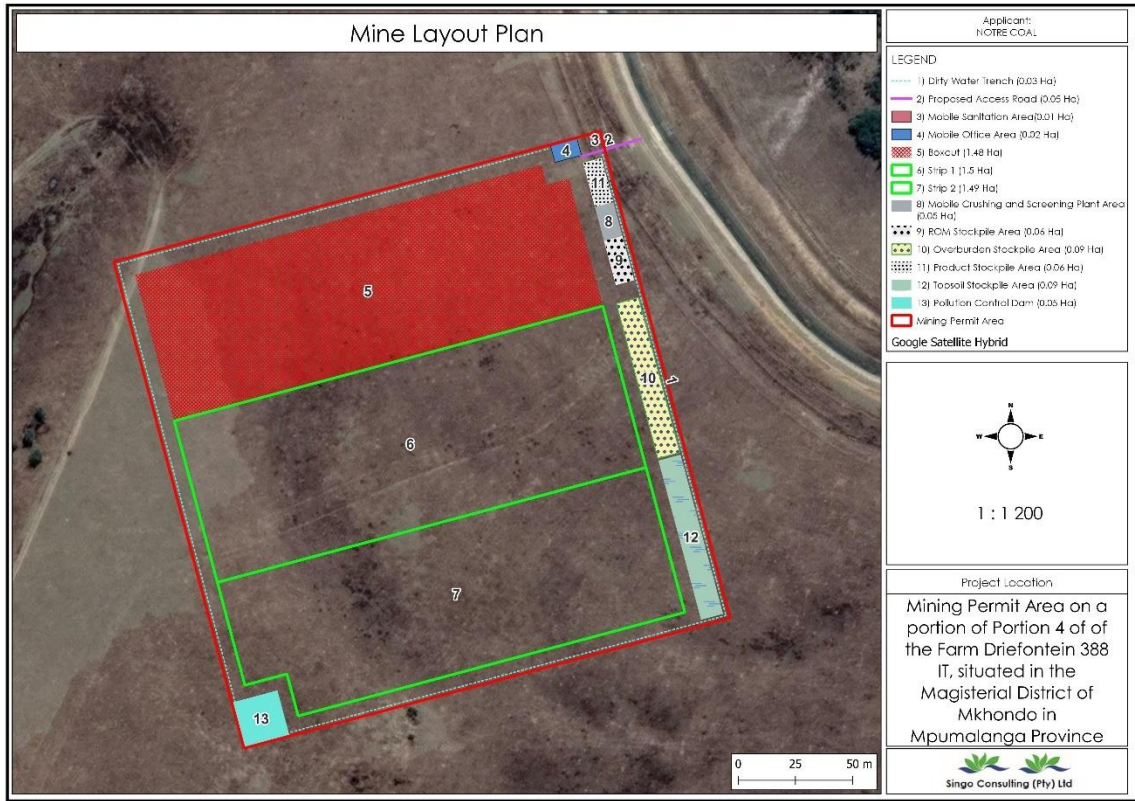 Mine Layout Plan
Applicant:
NOTRE COAL
LEGEND
1) Dirty Water Trench (0.03 Ha)
2) Proposed Access Road (0.05 Ha)
3) Mobile Sanitation Area(0.01 Ha)
4) Mobile Office Area (0.02 Ha)
5) Boxcut (1.48 Ha)
6) Strip 1 (1.5 Ha)
7) Strip 2 (1.49 Ha)
8) Mobile Crushing and Screening Plant Area
(0.05 Ha)
9) ROM Stockpile Area (0.06 Ha)
10) Overburden Stockpile Area (0.09 Ha)
11) Product Stockpile Area (0.06 Ha)
12) Topsoil Stockpile Area (0.09 Ha)
13) Pollution Control Dam (0.05 Ha)
Mining Permit Area
Google Satellite Hybrid
N
W E
S
1 : 1 200
Project Location
Mining Permit Area on a
portion of Portion 4 of of
the Farm Driefontein 388
IT, situated in the
Magisterial District of
Mkhondo in
Mpumalanga Province
Singo Consulting (Pty) Ltd
3 2
4
11
8
9
5
10
1
6
12
7
13
0 25 50 m